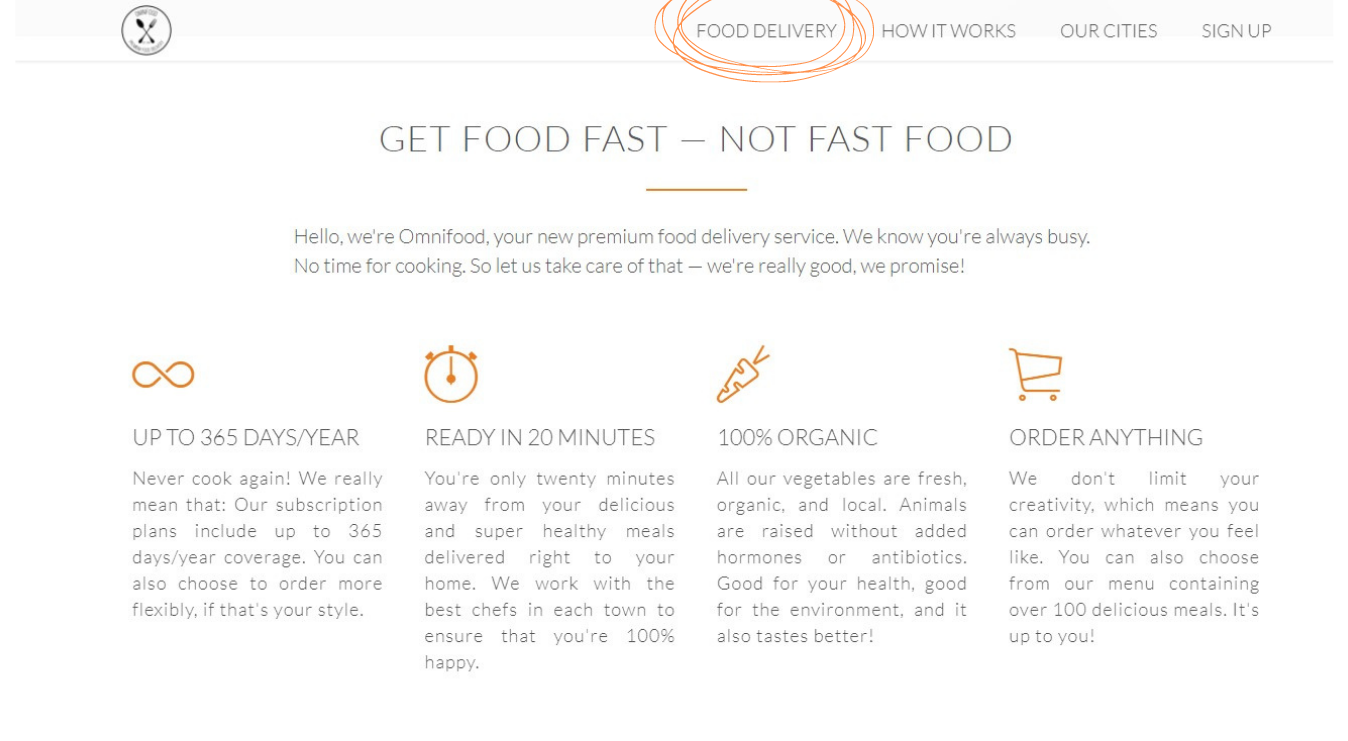 FOOD DELIVERY HOW IT WORKS OUR CITIES SIGN UP
GET FOOD FAST — NOT FAST FOOD
Hello, we're Omnifood, your new premium food delivery service. We know you're always busy.
No time for cooking. So let us take care of that — we're really good, we promise!
UP TO 365 DAYS/YEAR
Never cook again! We really
mean that: Our subscription
plans include up to 365
days/year coverage. You can
also choose to order more
flexibly, if that's your style.
READY IN 20 MINUTES
You're only twenty minutes
away from your delicious
and super healthy meals
delivered right to your
home. We work with the
best chefs in each town to
ensure that you're 100%
happy.
100% ORGANIC
All our vegetables are fresh,
organic, and local. Animals
are raised without added
hormones or antibiotics.
Good for your health, good
for the environment, and it
also tastes better!
ORDER ANYTHING
We don't limit your
creativity, which means you
can order whatever you feel
like. You can also choose
from our menu containing
over 100 delicious meals. It's
up to you!